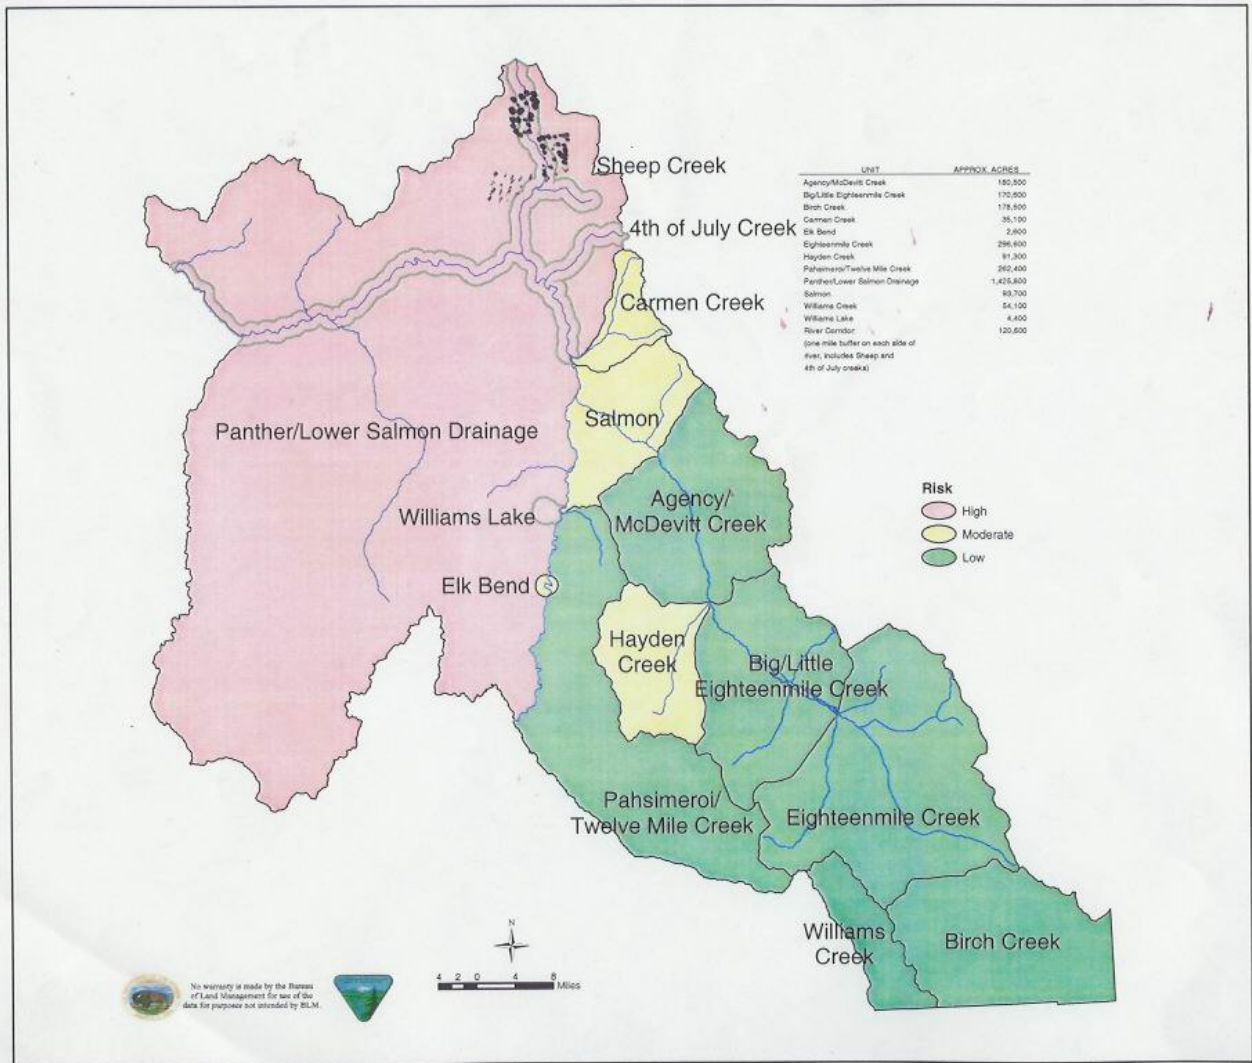 Sheep Creek
4th of July Creek
Carmen Creek
UNIT APPROX. ACRES
Agency/McDevitt Creek 180,500
Big/Little Eighteenmile Creek 170,600
Birch Creek 178,500
Carmen Creek 35,100
Elk Bend 2,600
Eighteenmile Creek 296,600
Hayden Creek 91,300
Pahsimeroi/Twelve Mile Creek 262,400
Panther/Lower Salmon Drainage 1,425,800
Salmon 93,700
Williams Creek 54,100
Williams Lake 4,400
River Corridor 120,600
(one mile buffer on each side of
river, includes Sheep and
4th of July creeks)
Salmon
Panther/Lower Salmon Drainage
Risk
High
Moderate
Low
Agency/
McDevitt Creek
Williams Lake
Elk Bend
Hayden
Creek
Big/Little
Eighteenmile Creek
Pahsimeroi/
Twelve Mile Creek
Eighteenmile Creek
Williams
Creek
Birch Creek
N
4 2 0 4 8 Miles
No warranty is made by the Bureau
of Land Management for use of the
data for purposes not intended by BLM.